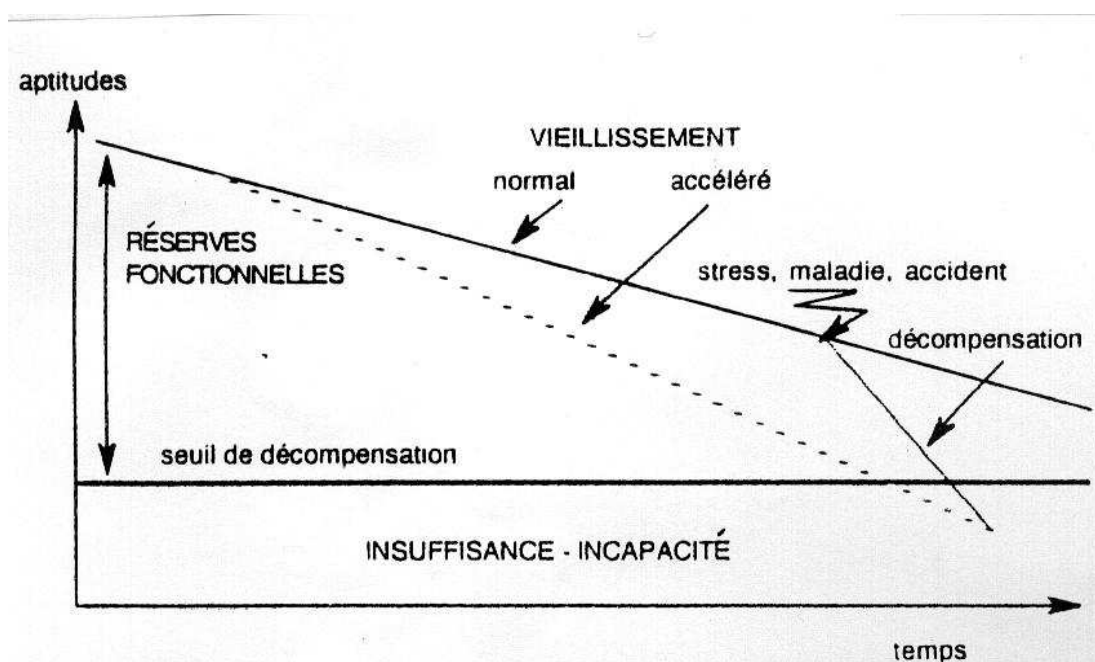 aptitudes
VIEILLISSEMENT
normal
accéléré
RÉSERVES
FONCTIONNELLES
stress, maladie, accident
décompensation
seuil de décompensation
INSUFFISANCE - INCAPACITÉ
temps